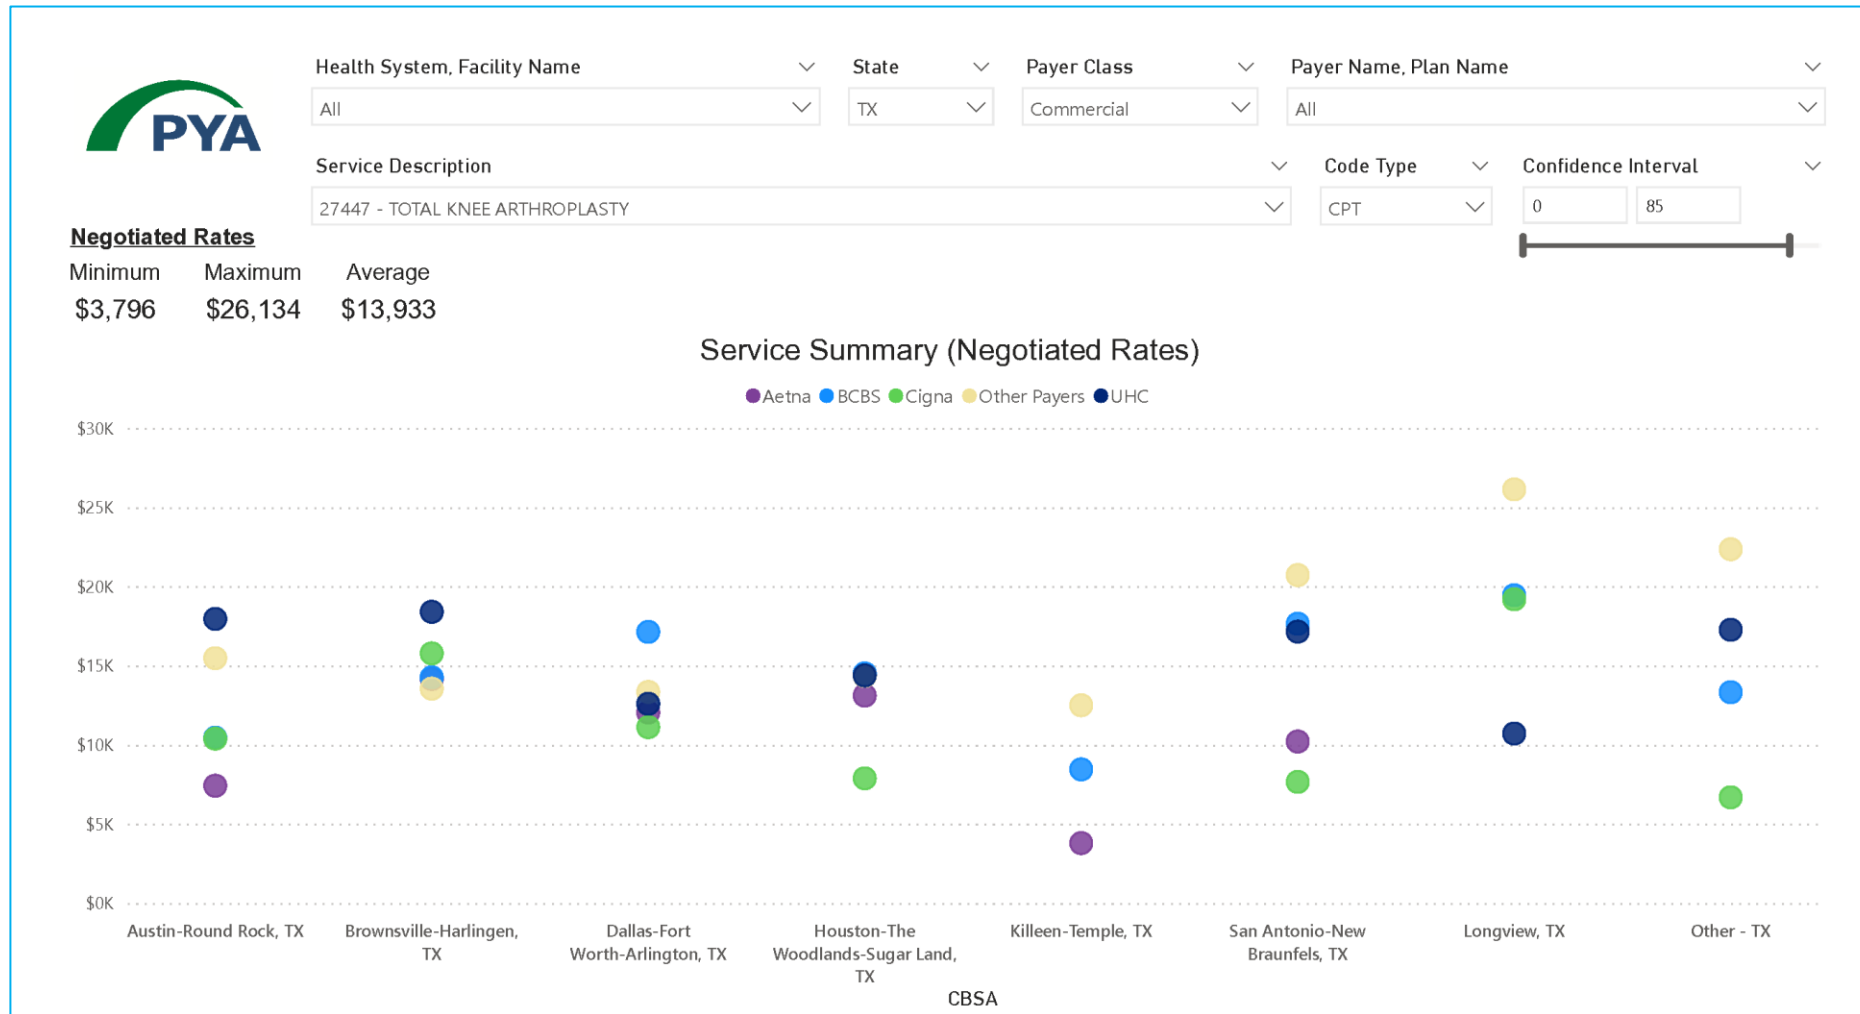 PYA
Health System, Facility Name
All
State
TX
Payer Class
Commercial
Payer Name, Plan Name
All
Service Description
27447 - TOTAL KNEE ARTHROPLASTY
Code Type
CPT
Confidence Interval
0 85
Negotiated Rates
Minimum Maximum Average
$3,796 $26,134 $13,933
Service Summary (Negotiated Rates)
Aetna BCBS Cigna Other Payers UHC
$30K
$25K
$20K
$15K
$10K
$5K
$0K
Austin-Round Rock, TX
Brownsville-Harlingen,
TX
Dallas-Fort
Worth-Arlington, TX
Houston-The
Woodlands-Sugar Land,
TX
Killeen-Temple, TX
San Antonio-New
Braunfels, TX
Longview, TX
Other - TX
CBSA